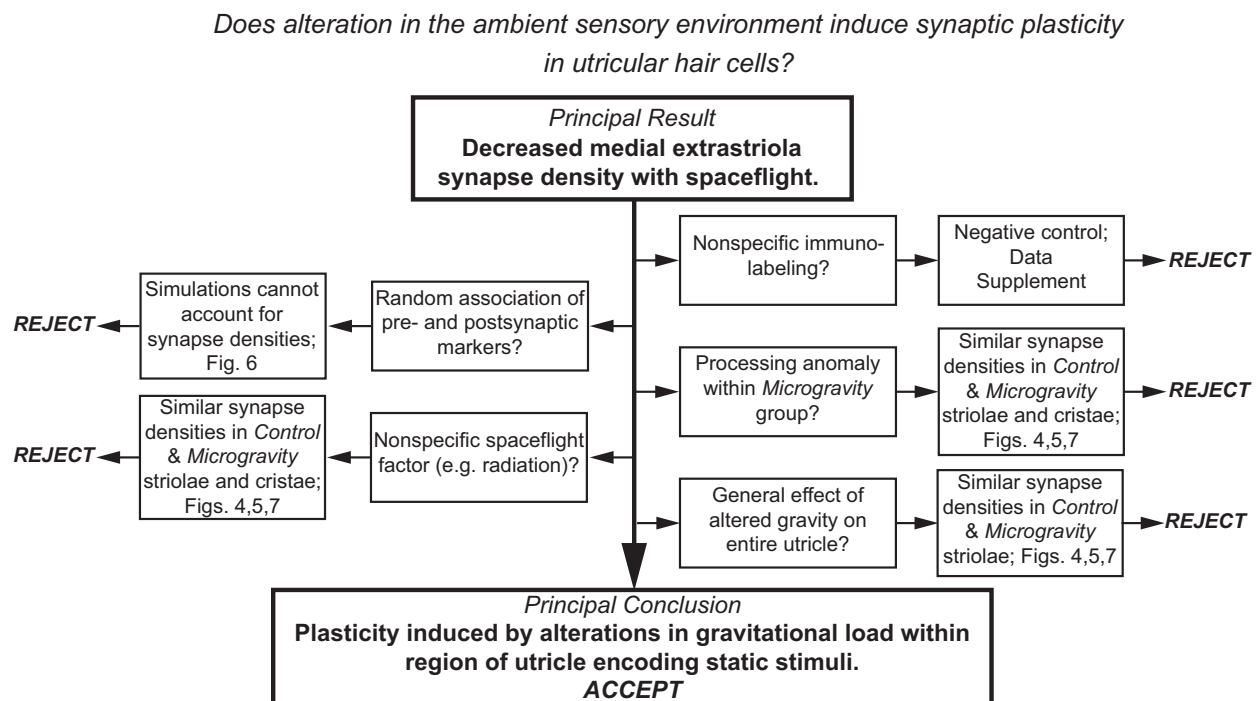 Does alteration in the ambient sensory environment induce synaptic plasticity
in utricular hair cells?
Principal Result
Decreased medial extrastriola
synapse density with spaceflight.
Nonspecific immuno-
labeling?
Negative control;
Data
Supplement
REJECT
Random association of
pre- and postsynaptic
markers?
Simulations cannot
account for
synapse densities;
Fig. 6
REJECT
Processing anomaly
within Microgravity
group?
Similar synapse
densities in Control
& Microgravity
striolae and cristae;
Figs. 4,5,7
REJECT
Nonspecific spaceflight
factor (e.g. radiation)?
Similar synapse
densities in Control
& Microgravity
striolae and cristae;
Figs. 4,5,7
REJECT
General effect of
altered gravity on
entire utricle?
Similar synapse
densities in Control
& Microgravity
striolae; Figs. 4,5,7
REJECT
Principal Conclusion
Plasticity induced by alterations in gravitational load within
region of utricle encoding static stimuli.
ACCEPT